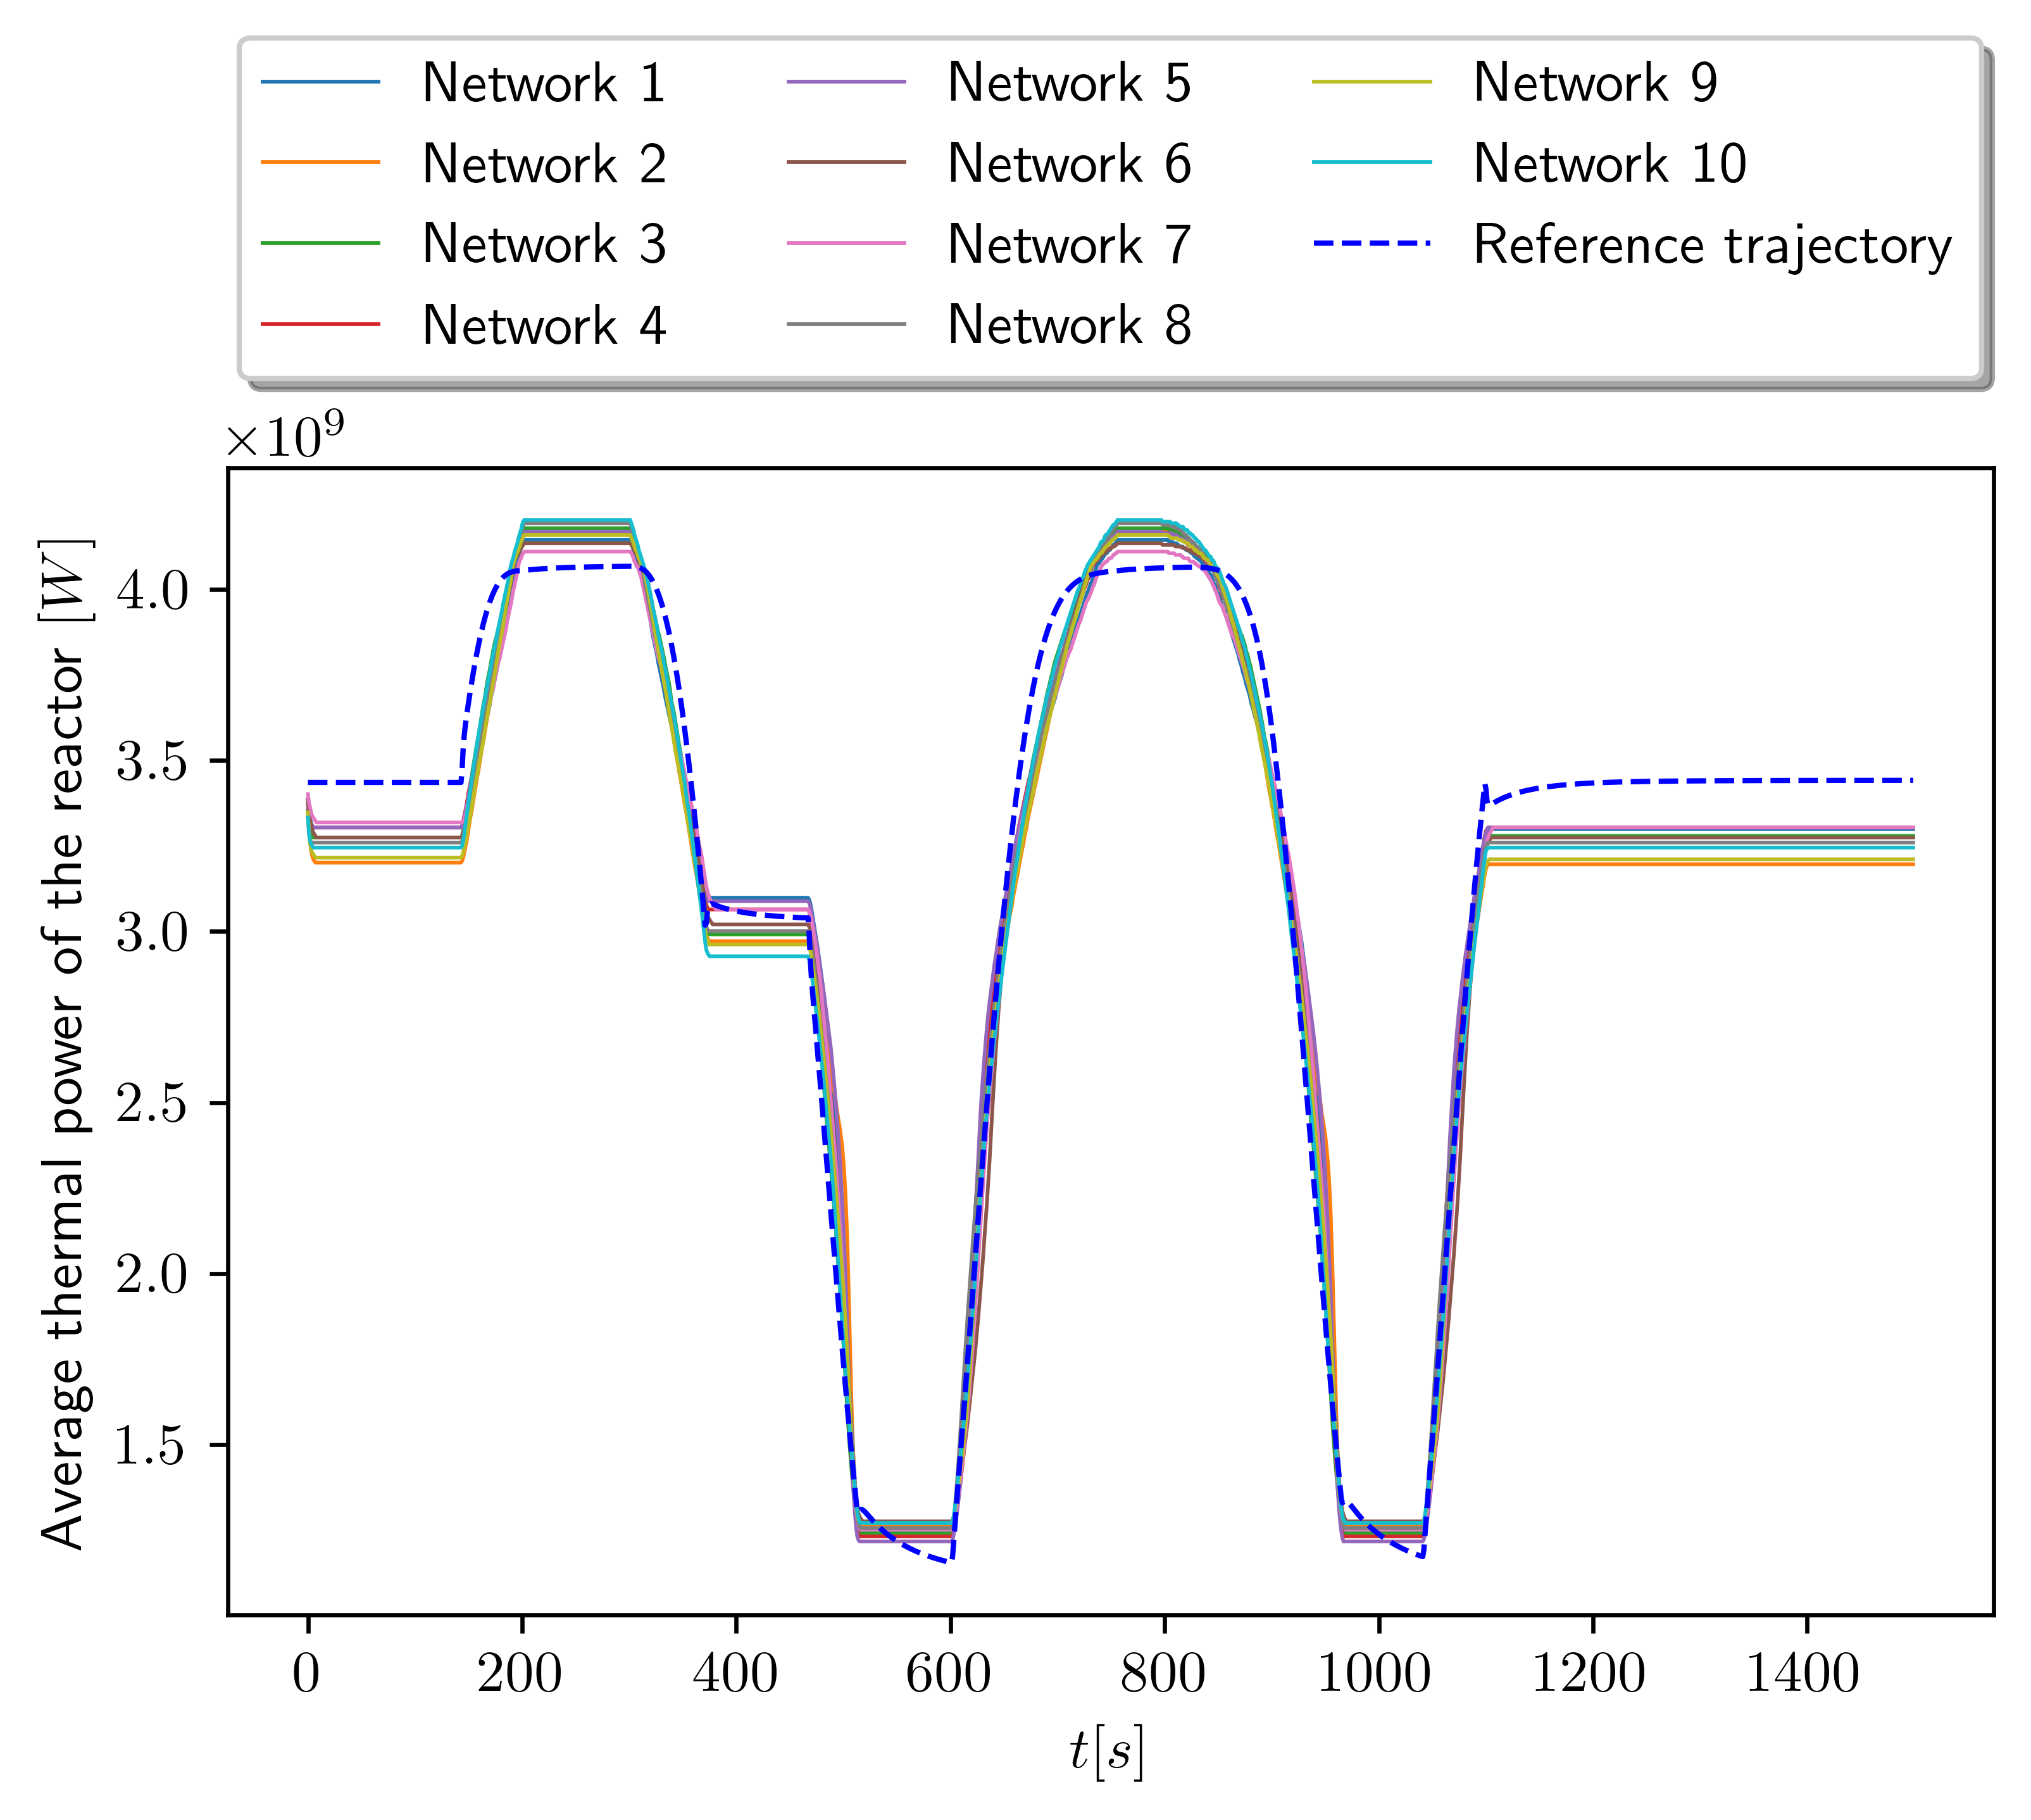 Network 1
Network 2
Network 3
Network 4
Network 5
Network 6
Network 7
Network 8
Network 9
Network 10
Reference trajectory
×10⁹
Average thermal power of the reactor [W]
4.0
3.5
3.0
2.5
2.0
1.5
0 200 400 600 800 1000 1200 1400
t[s]